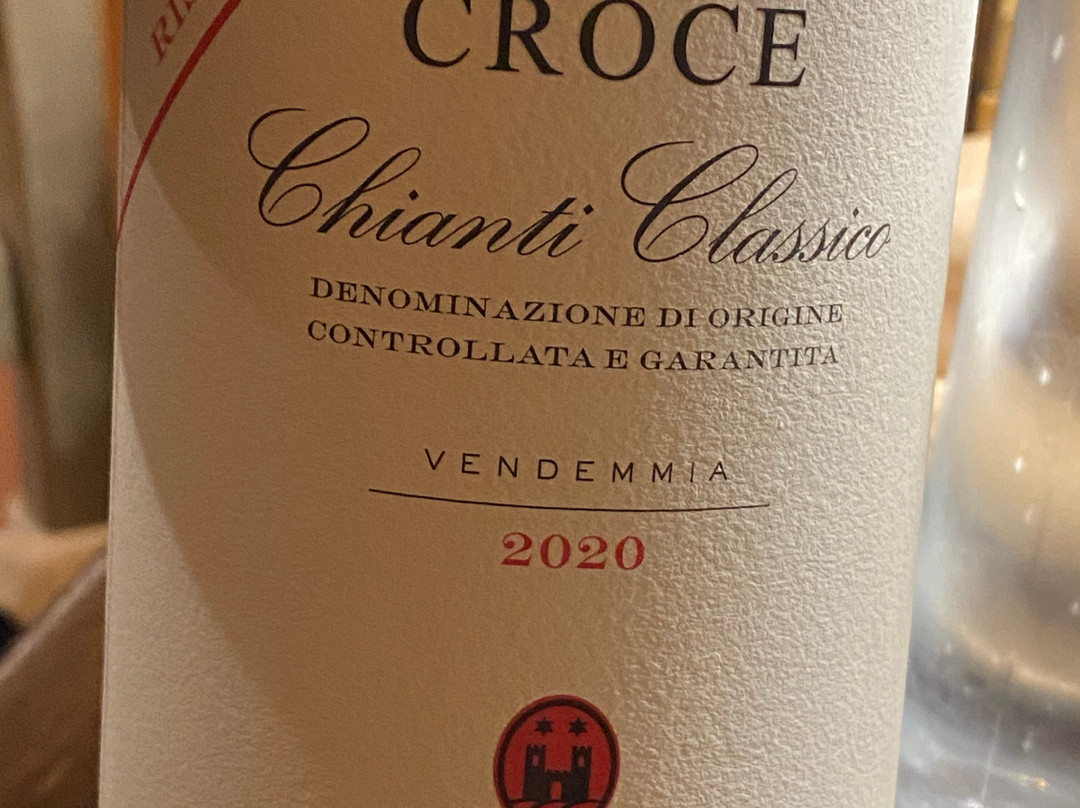 CROCE
Chianti Classico
DENOMINAZIONE DI ORIGINE
CONTROLLATA E GARANTITA
VENDEMMIA
2020